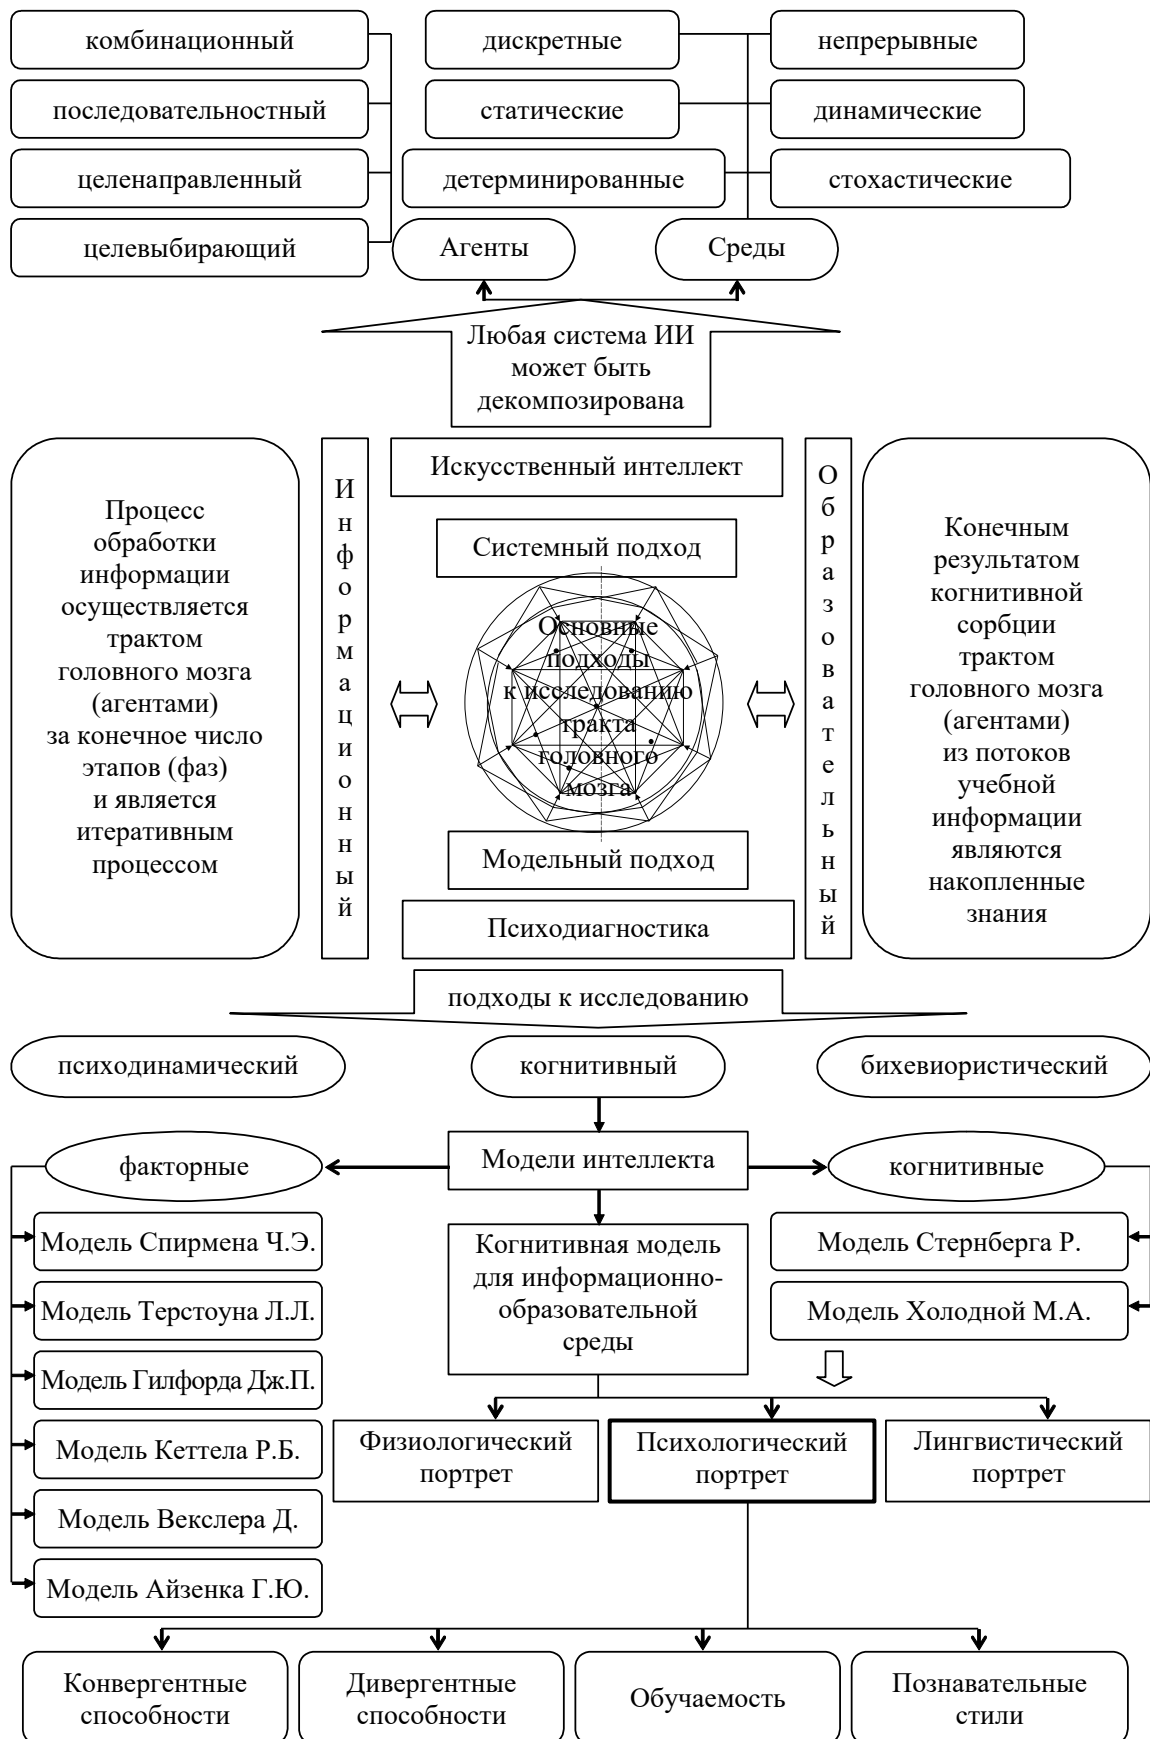 комбинационный
последовательностный
целенаправленный
целевыбирающий
дискретные
непрерывные
статические
динамические
детерминированные
стохастические
Агенты
Среды
Любая система ИИ
может быть
декомпозирована
Процесс
обработки
информации
осуществляется
трактом
головного мозга
(агентами)
за конечное число
этапов (фаз)
и является
итеративным
процессом
Информационный
Искусственный интеллект
Системный подход
Основные
подходы
к исследованию
тракта
головного
мозга
Модельный подход
Психодиагностика
Образовательный
Конечным
результатом
когнитивной
сорбции
трактом
головного мозга
(агентами)
из потоков
учебной
информации
являются
накопленные
знания
подходы к исследованию
психодинамический
когнитивный
бихевиористический
факторные
Модели интеллекта
когнитивные
Модель Спирмена Ч.Э.
Модель Терстоуна Л.Л.
Модель Гилфорда Дж.П.
Модель Кеттела Р.Б.
Модель Векслера Д.
Модель Айзенка Г.Ю.
Когнитивная модель
для информационно-
образовательной
среды
Модель Стернберга Р.
Модель Холодной М.А.
Физиологический
портрет
Психологический
портрет
Лингвистический
портрет
Конвергентные
способности
Дивергентные
способности
Обучаемость
Познавательные
стили